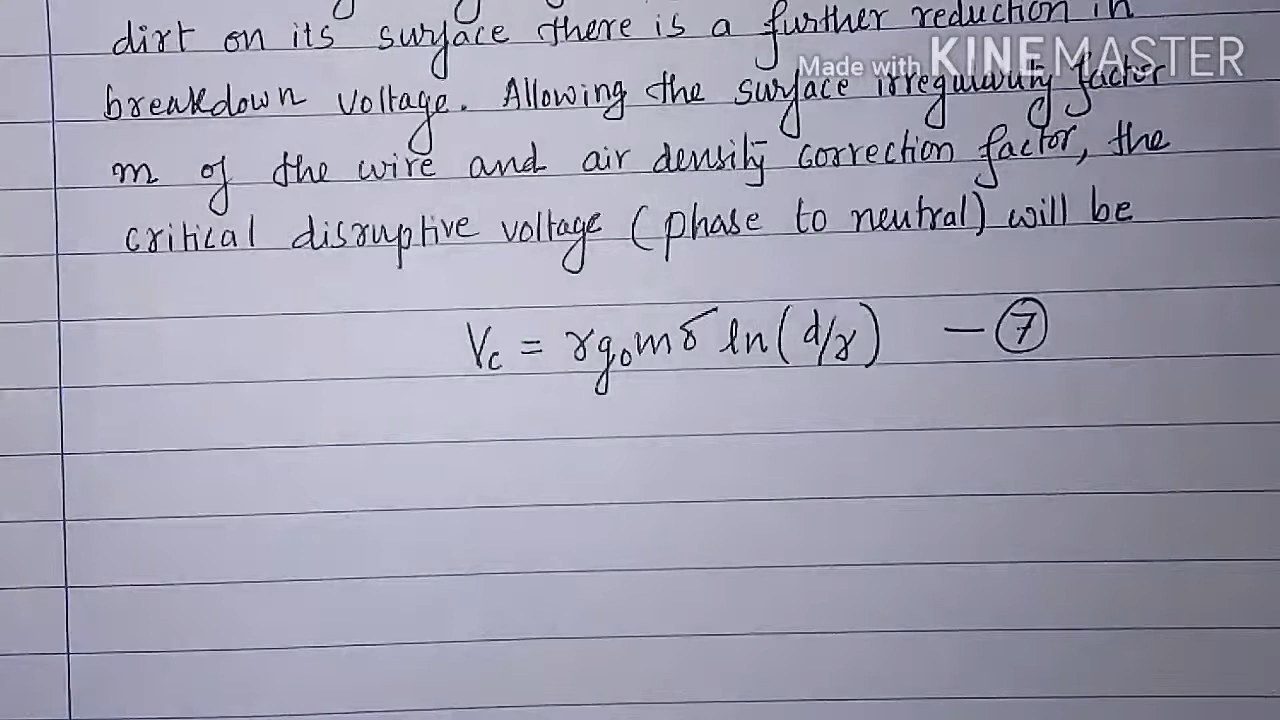 dirt on its surface there is a further reduction in
Made with KINEMASTER
breakdown voltage. Allowing the surface irregularity factor
m of the wire and air density correction factor, the
critical disruptive voltage (phase to neutral) will be
Vc = rg₀mδ ln(d/r) — ⑦